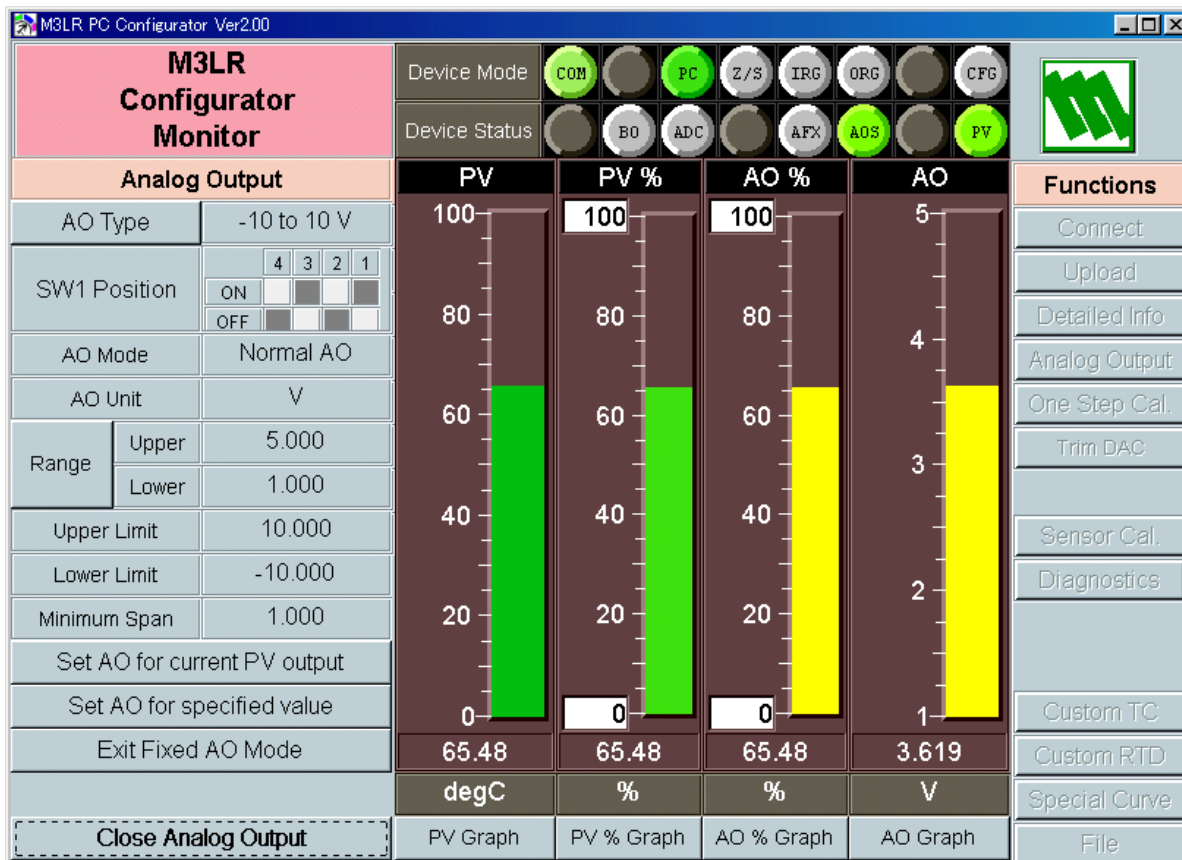 M3LR PC Configurator Ver2.00
M3LR
Configurator
Monitor
Device Mode
COM
PC
Z/S
IRG
ORG
CFG
Device Status
BO
ADC
AFX
AOS
PV
Analog Output
AO Type
-10 to 10 V
SW1 Position
4 3 2 1
ON
OFF
AO Mode
Normal AO
AO Unit
V
Range
Upper
5.000
Lower
1.000
Upper Limit
10.000
Lower Limit
-10.000
Minimum Span
1.000
Set AO for current PV output
Set AO for specified value
Exit Fixed AO Mode
Close Analog Output
PV
100
80
60
40
20
0
65.48
degC
PV Graph
PV %
100
80
60
40
20
0
65.48
%
PV % Graph
AO %
100
80
60
40
20
0
65.48
%
AO % Graph
AO
5
4
3
2
1
3.619
V
AO Graph
Functions
Connect
Upload
Detailed Info
Analog Output
One Step Cal.
Trim DAC
Sensor Cal.
Diagnostics
Custom TC
Custom RTD
Special Curve
File